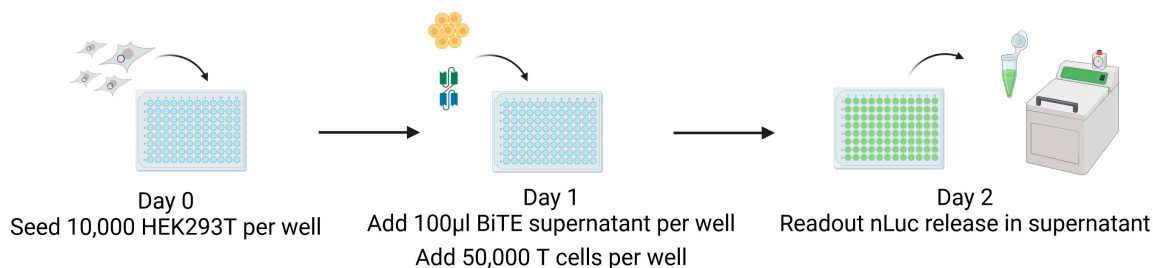 Day 0
Seed 10,000 HEK293T per well
Day 1
Add 100µl BiTE supernatant per well
Add 50,000 T cells per well
Day 2
Readout nLuc release in supernatant